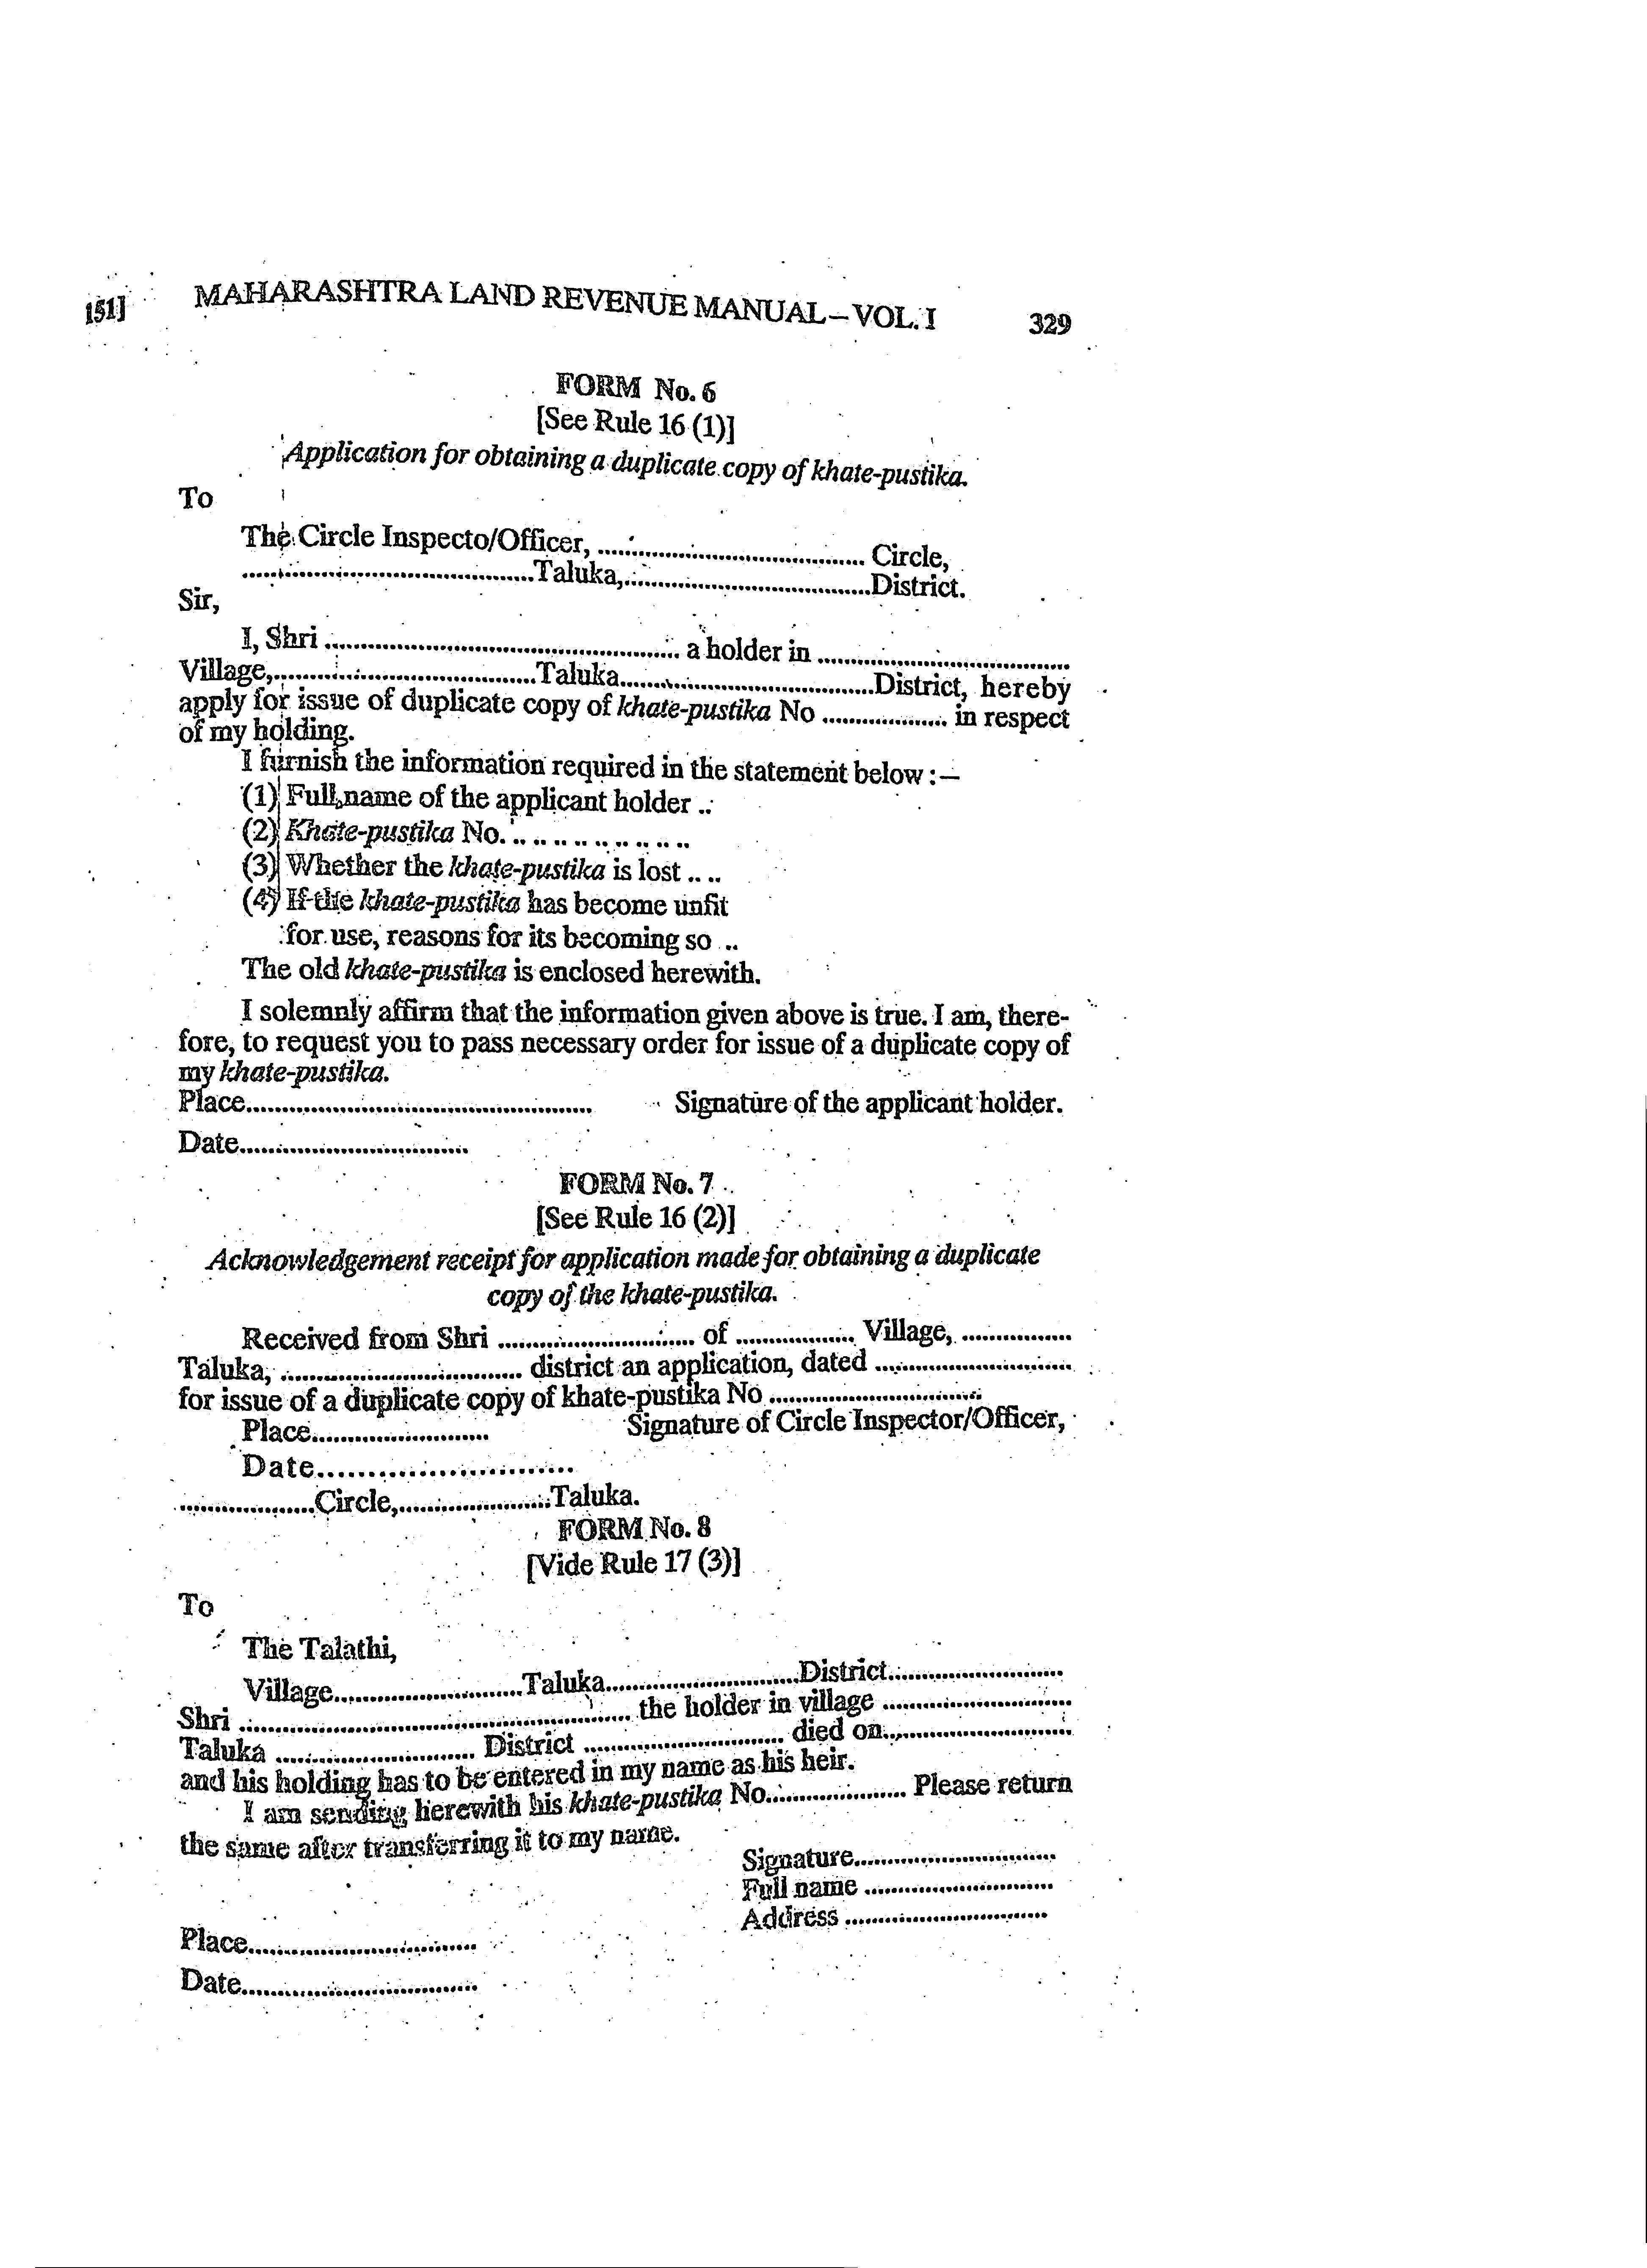 151] MAHARASHTRA LAND REVENUE MANUAL – VOL. I 329
FORM No. 6
[See Rule 16 (1)]
Application for obtaining a duplicate copy of khate-pustika.
To
The Circle Inspecto/Officer, ........................................ Circle,
........................................Taluka,........................................District.
Sir,
I, Shri ........................................ a holder in ........................................
Village,........................................Taluka........................................District, hereby
apply for issue of duplicate copy of khate-pustika No .................. in respect
of my holding.
I furnish the information required in the statement below :—
(1) Full name of the applicant holder ..
(2) Khate-pustika No. .. .. .. .. .. .. .. .. ..
(3) Whether the khate-pustika is lost .. ..
(4) If the khate-pustika has become unfit
for use, reasons for its becoming so ..
The old khate-pustika is enclosed herewith.
I solemnly affirm that the information given above is true. I am, there-
fore, to request you to pass necessary order for issue of a duplicate copy of
my khate-pustika.
Place........................................ Signature of the applicant holder.
Date................................
FORM No. 7
[See Rule 16 (2)]
Acknowledgement receipt for application made for obtaining a duplicate
copy of the khate-pustika.
Received from Shri ............................ of ................. Village, ................
Taluka, .................................. district an application, dated ............................
for issue of a duplicate copy of khate-pustika No ..............................
Place......................... Signature of Circle Inspector/Officer,
Date............................
...................Circle,......................Taluka.
FORM No. 8
[Vide Rule 17 (3)]
To
The Talathi,
Village...........................Taluka...........................District.........................
Shri ........................................................ the holder in village ...........................
Taluka ............................ District ............................ died on...........................
and his holding has to be entered in my name as his heir.
I am sending herewith his khate-pustika No.................... Please return
the same after transferring it to my name.
Signature.............................
Full name ...........................
Address .............................
Place.................................
Date..................................